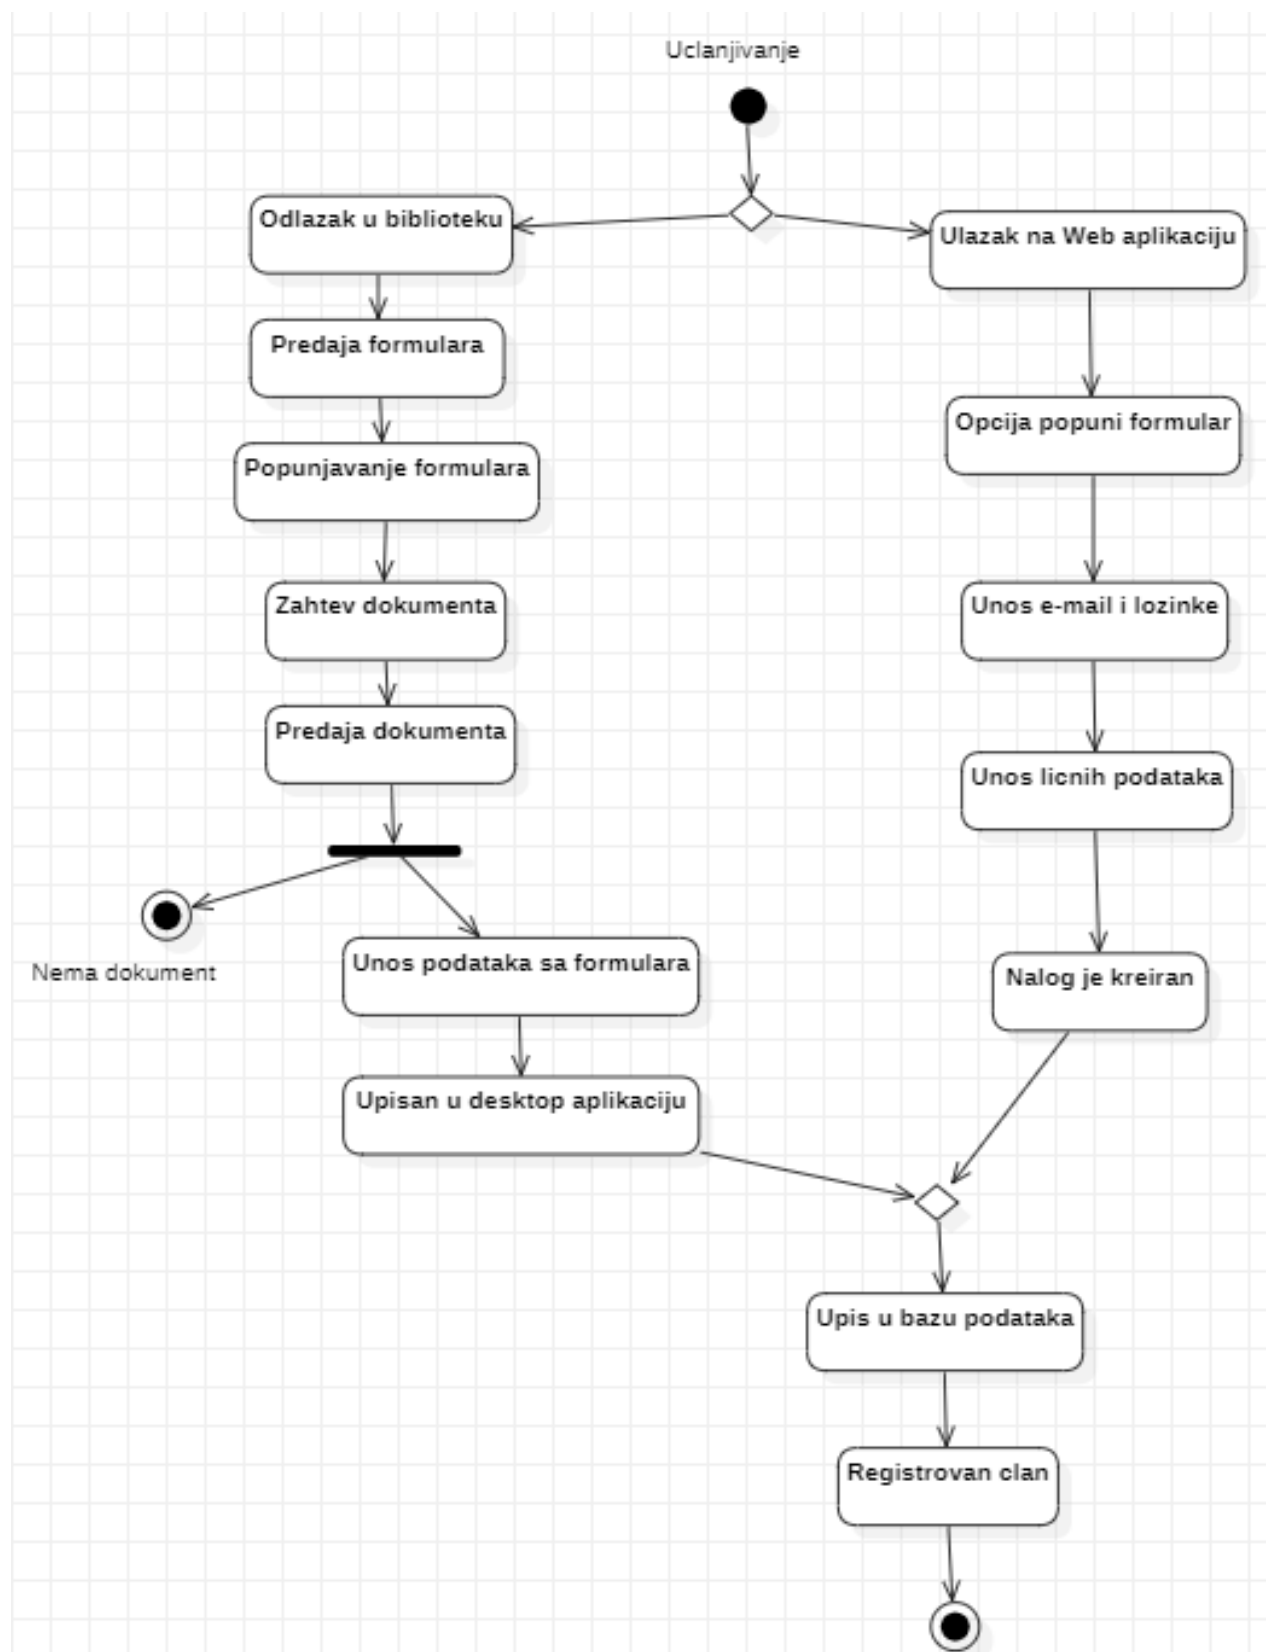 Uclanjivanje
Odlazak u biblioteku
Ulazak na Web aplikaciju
Predaja formulara
Opcija popuni formular
Popunjavanje formulara
Zahtev dokumenta
Unos e-mail i lozinke
Predaja dokumenta
Unos licnih podataka
Nema dokument
Unos podataka sa formulara
Nalog je kreiran
Upisan u desktop aplikaciju
Upis u bazu podataka
Registrovan clan